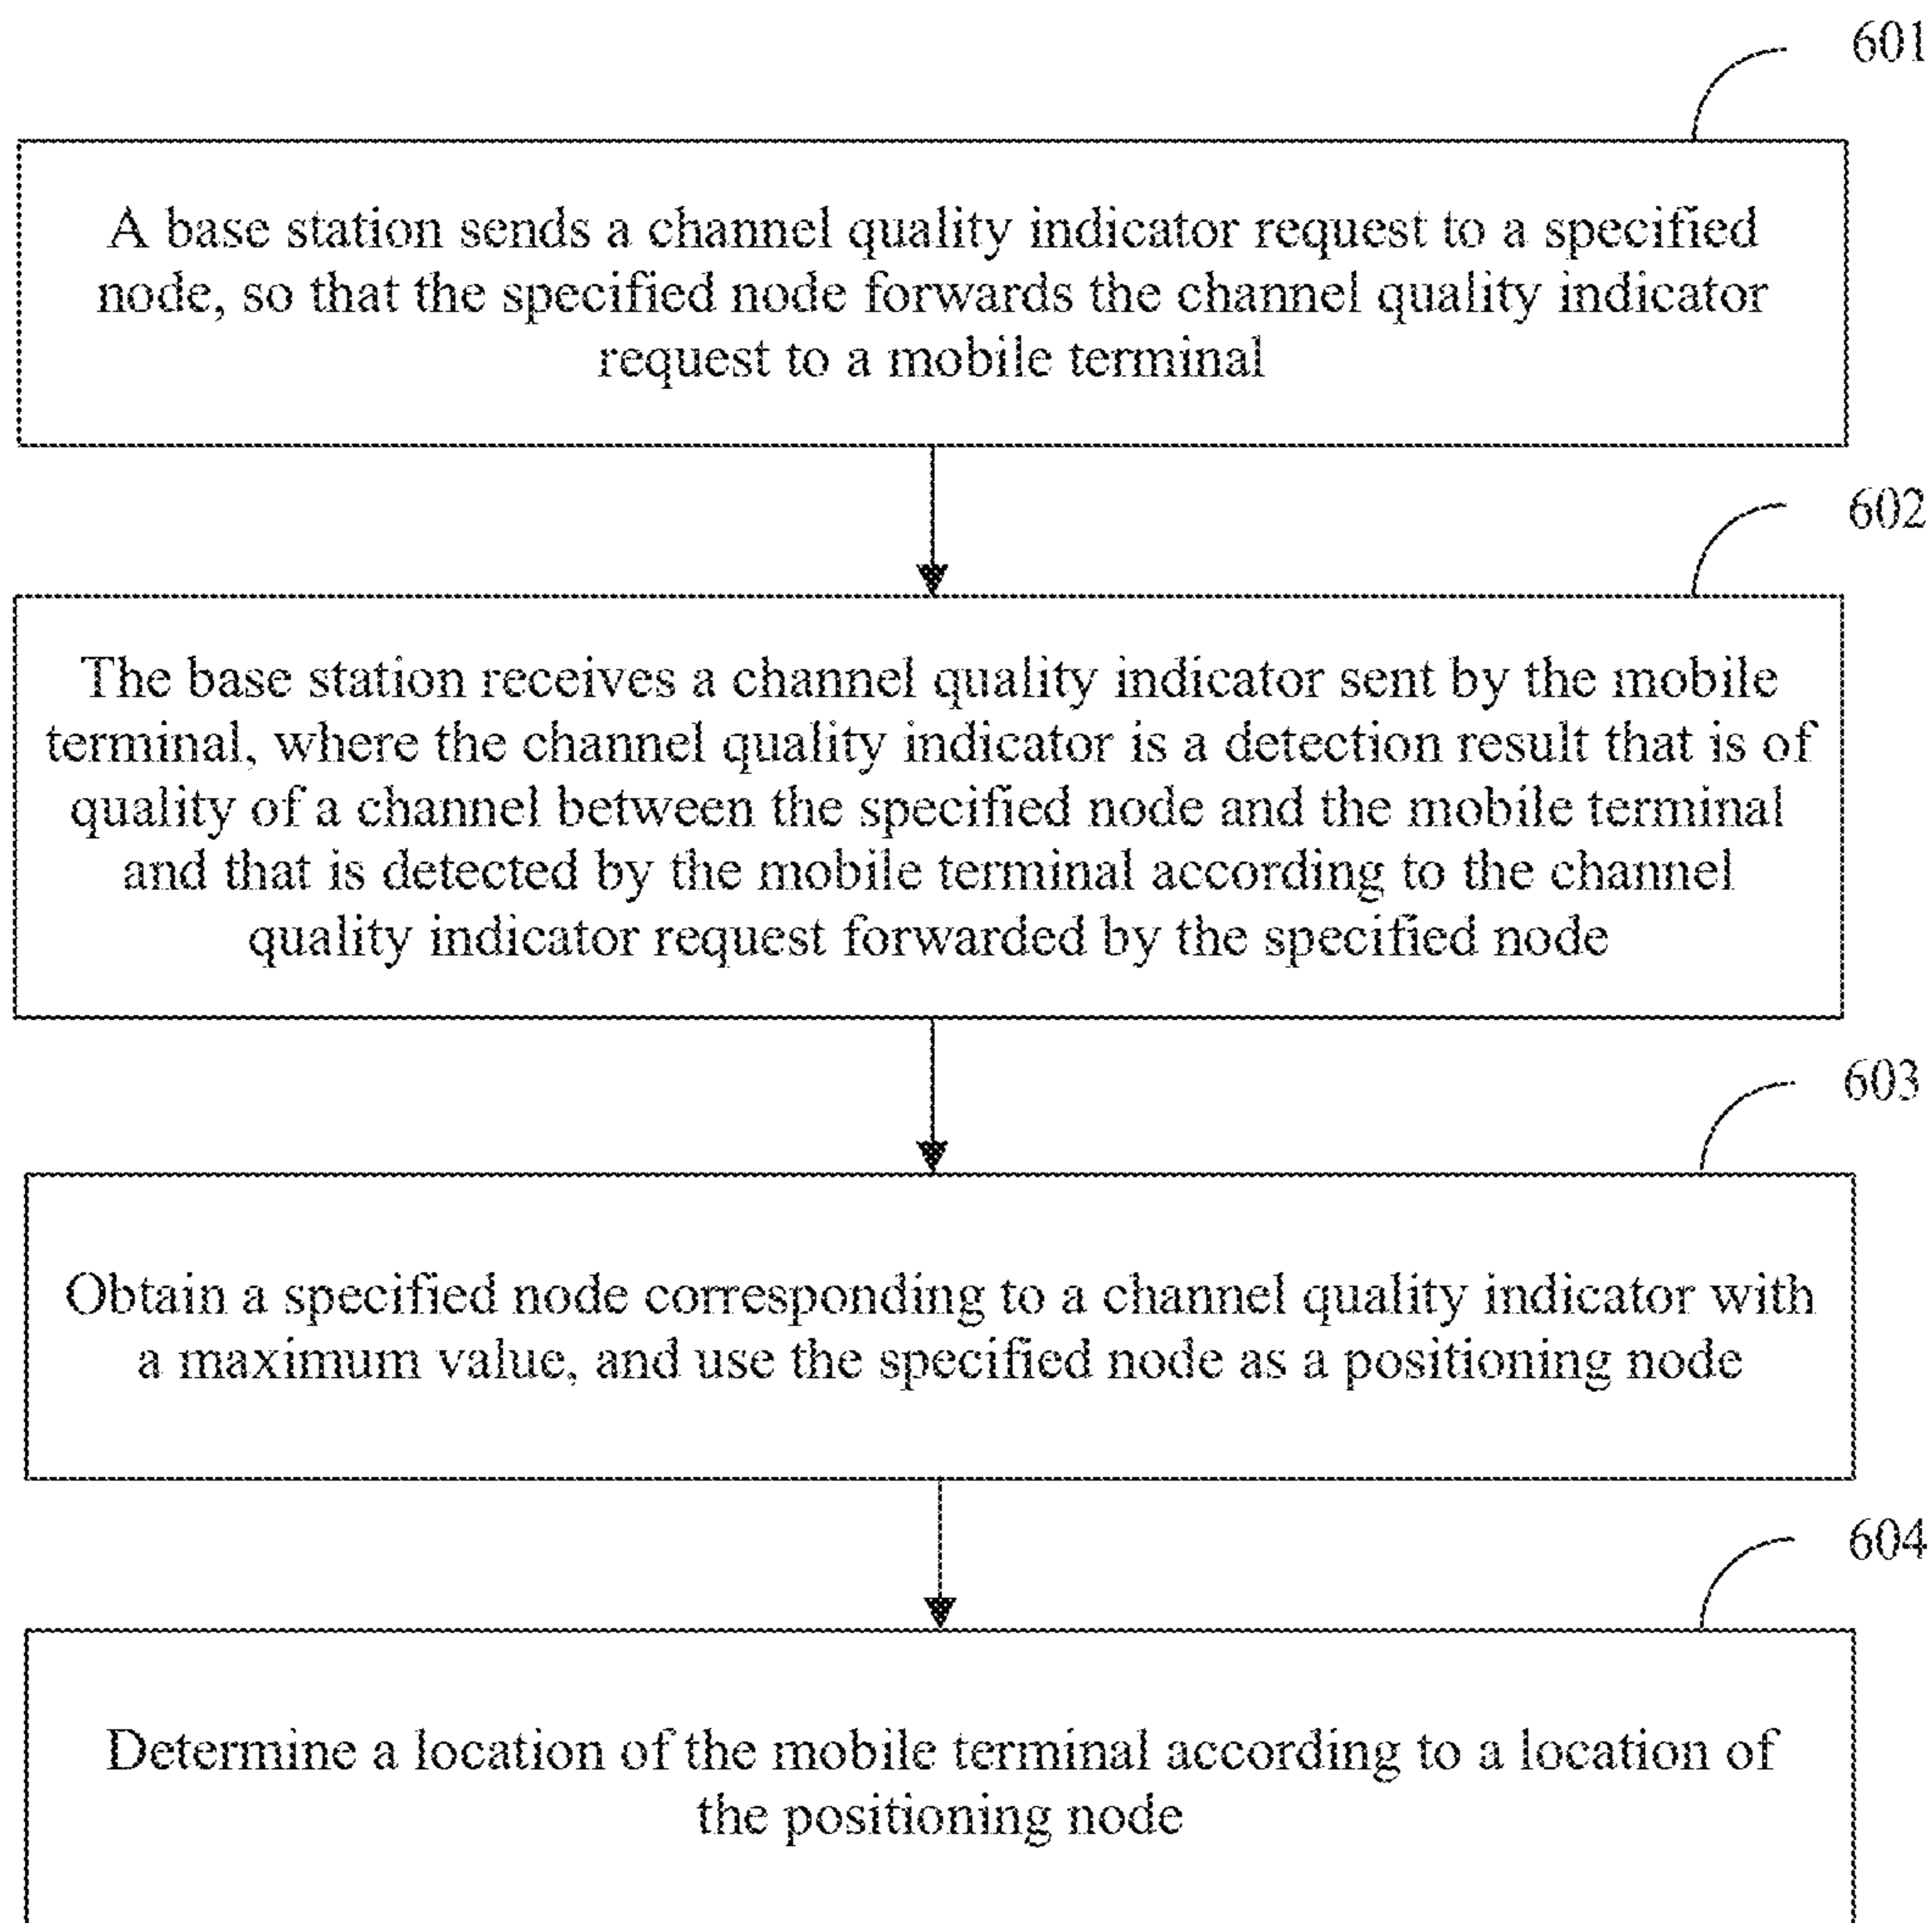 601
A base station sends a channel quality indicator request to a specified
node, so that the specified node forwards the channel quality indicator
request to a mobile terminal
602
The base station receives a channel quality indicator sent by the mobile
terminal, where the channel quality indicator is a detection result that is of
quality of a channel between the specified node and the mobile terminal
and that is detected by the mobile terminal according to the channel
quality indicator request forwarded by the specified node
603
Obtain a specified node corresponding to a channel quality indicator with
a maximum value, and use the specified node as a positioning node
604
Determine a location of the mobile terminal according to a location of
the positioning node